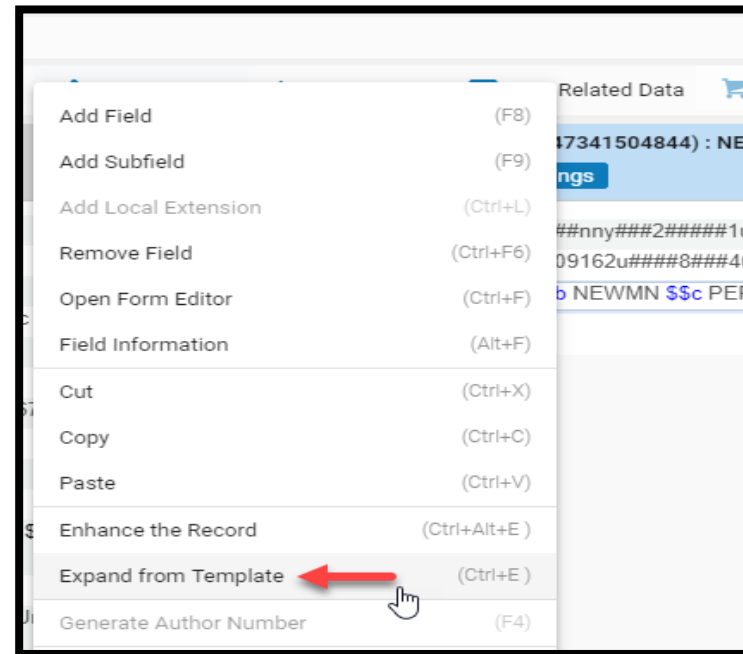 Related Data
Add Field (F8)
47341504844) : NE
Add Subfield (F9)
ngs
Add Local Extension (Ctrl+L)
##nny###2#####1u
Remove Field (Ctrl+F6)
09162u####8###4
Open Form Editor (Ctrl+F)
b NEWMN $$c PE
Field Information (Alt+F)
Cut (Ctrl+X)
Copy (Ctrl+C)
Paste (Ctrl+V)
Enhance the Record (Ctrl+Alt+E )
Expand from Template (Ctrl+E )
Generate Author Number (F4)